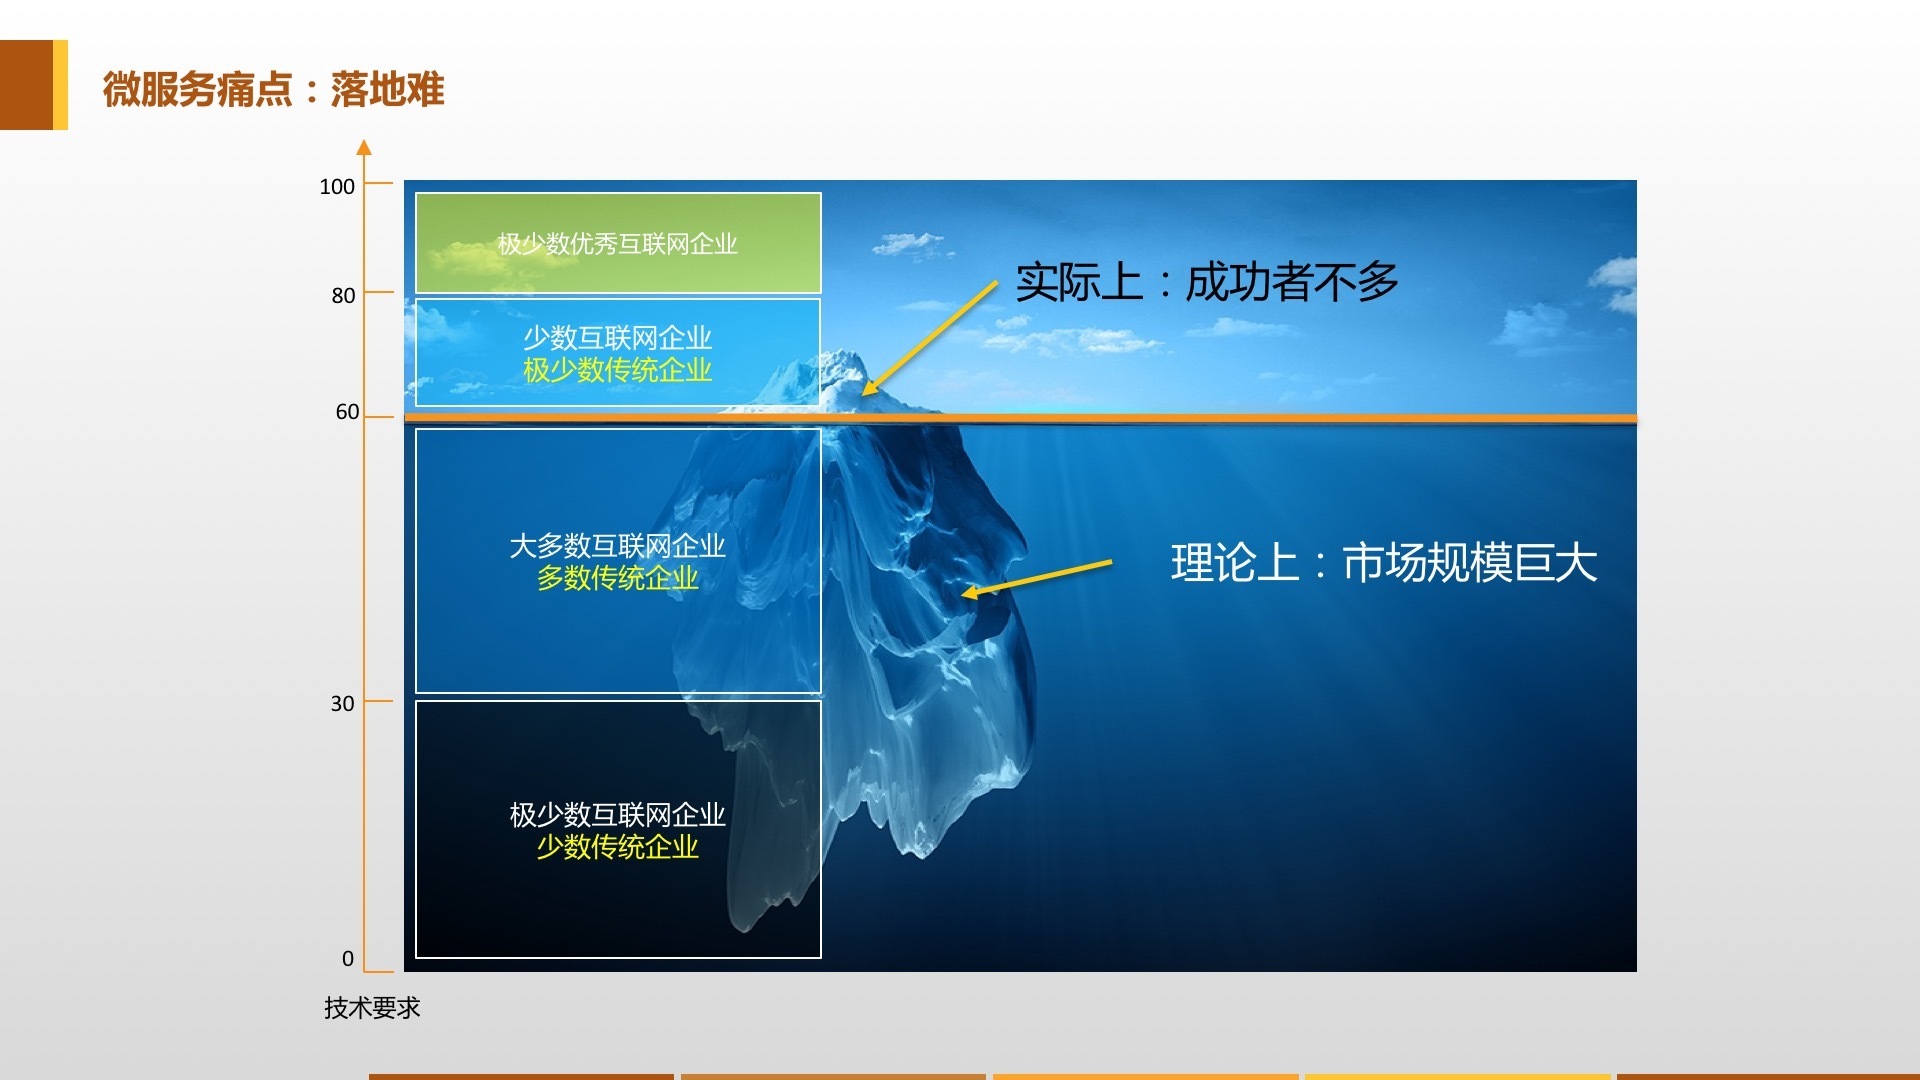 微服务痛点：落地难
100
极少数优秀互联网企业
实际上：成功者不多
80
少数互联网企业
极少数传统企业
60
大多数互联网企业
多数传统企业
理论上：市场规模巨大
30
极少数互联网企业
少数传统企业
0
技术要求